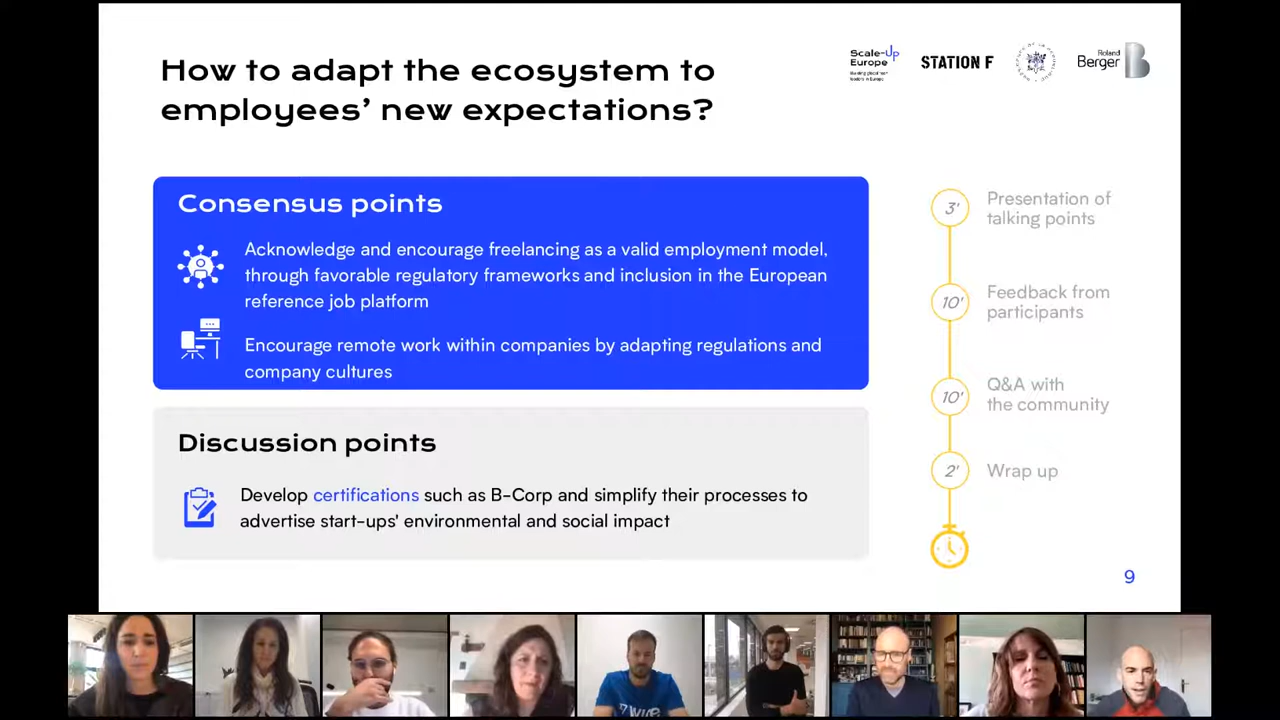 How to adapt the ecosystem to
employees' new expectations?
Scale-Up
Europe
STATION F
Roland
Berger
Consensus points
Acknowledge and encourage freelancing as a valid employment model,
through favorable regulatory frameworks and inclusion in the European
reference job platform
Encourage remote work within companies by adapting regulations and
company cultures
Discussion points
Develop certifications such as B-Corp and simplify their processes to
advertise start-ups' environmental and social impact
3'
Presentation of
talking points
10'
Feedback from
participants
10'
Q&A with
the community
2'
Wrap up
9